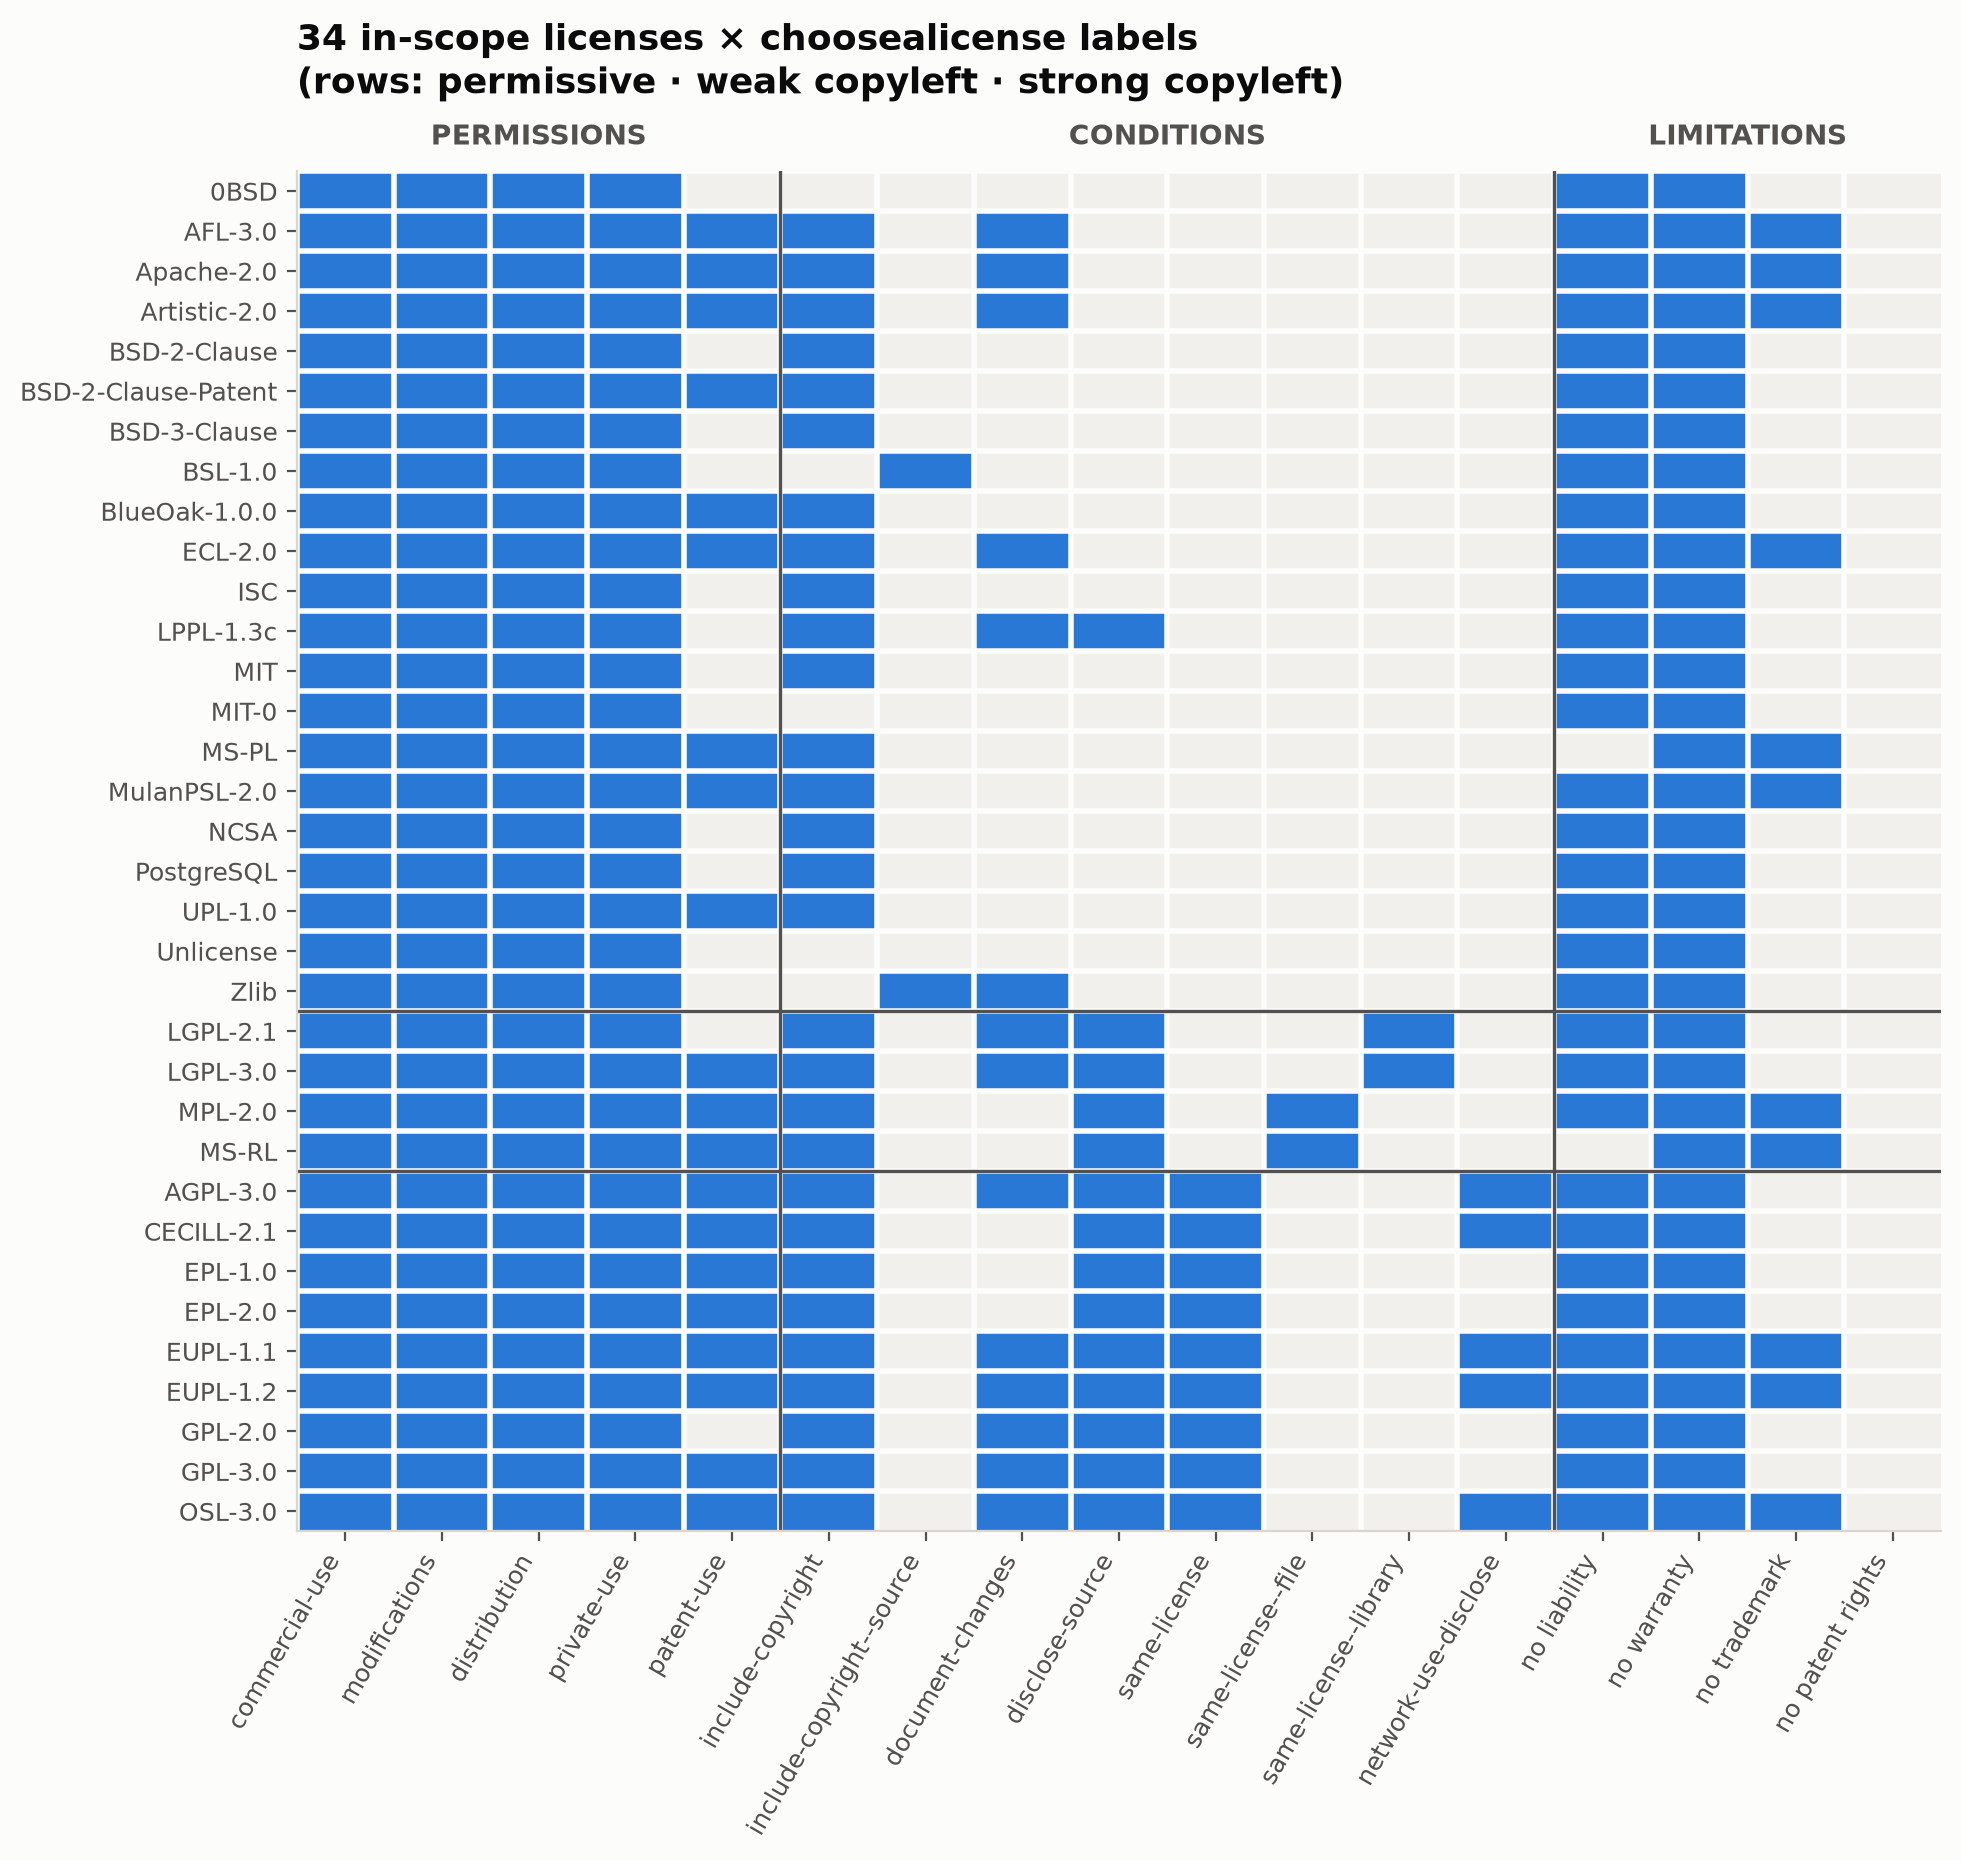 34 in-scope licenses × choosealicense labels
(rows: permissive · weak copyleft · strong copyleft)
PERMISSIONS
CONDITIONS
LIMITATIONS
0BSD
AFL-3.0
Apache-2.0
Artistic-2.0
BSD-2-Clause
BSD-2-Clause-Patent
BSD-3-Clause
BSL-1.0
BlueOak-1.0.0
ECL-2.0
ISC
LPPL-1.3c
MIT
MIT-0
MS-PL
MulanPSL-2.0
NCSA
PostgreSQL
UPL-1.0
Unlicense
Zlib
LGPL-2.1
LGPL-3.0
MPL-2.0
MS-RL
AGPL-3.0
CECILL-2.1
EPL-1.0
EPL-2.0
EUPL-1.1
EUPL-1.2
GPL-2.0
GPL-3.0
OSL-3.0
commercial-use
modifications
distribution
private-use
patent-use
include-copyright
include-copyright--source
document-changes
disclose-source
same-license
same-license--file
same-license--library
network-use-disclose
no liability
no warranty
no trademark
no patent rights